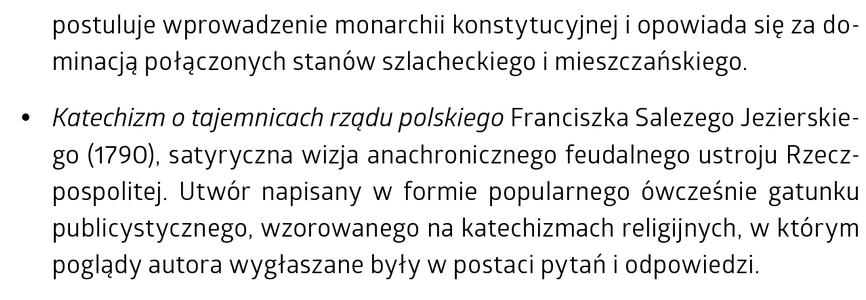 postuluje wprowadzenie monarchii konstytucyjnej i opowiada się za do-
minacją połączonych stanów szlacheckiego i mieszczańskiego.
• Katechizm o tajemnicach rządu polskiego Franciszka Salezego Jezierskie-
go (1790), satyryczna wizja anachronicznego feudalnego ustroju Rzecz-
pospolitej. Utwór napisany w formie popularnego ówcześnie gatunku
publicystycznego, wzorowanego na katechizmach religijnych, w którym
poglądy autora wygłaszane były w postaci pytań i odpowiedzi.